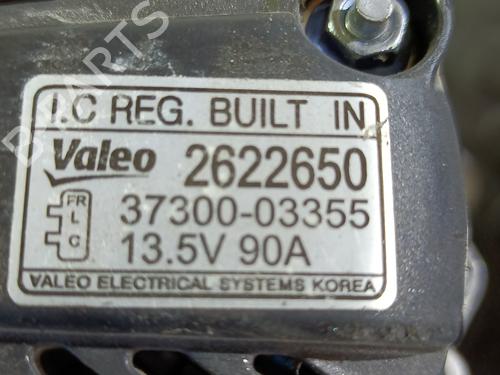 I.C REG. BUILT IN
Valeo 2622650
FR
L
C
37300-03355
13.5V 90A
VALEO ELECTRICAL SYSTEMS KOREA
B-PARTS